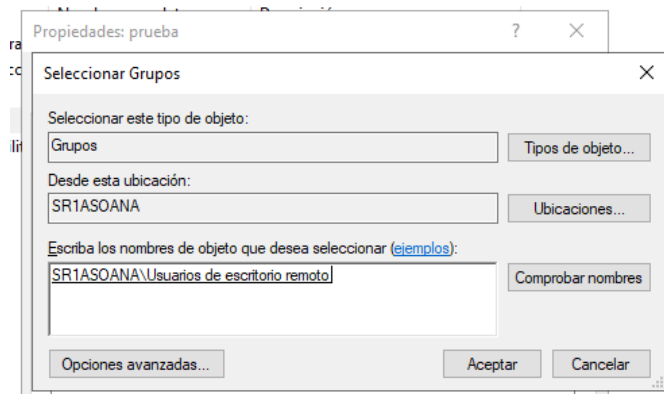 Propiedades: prueba
?
Seleccionar Grupos
Seleccionar este tipo de objeto:
Grupos
Tipos de objeto...
Desde esta ubicación:
SR1ASOANA
Ubicaciones...
Escriba los nombres de objeto que desea seleccionar (ejemplos):
SR1ASOANA\Usuarios de escritorio remoto
Comprobar nombres
Opciones avanzadas...
Aceptar
Cancelar